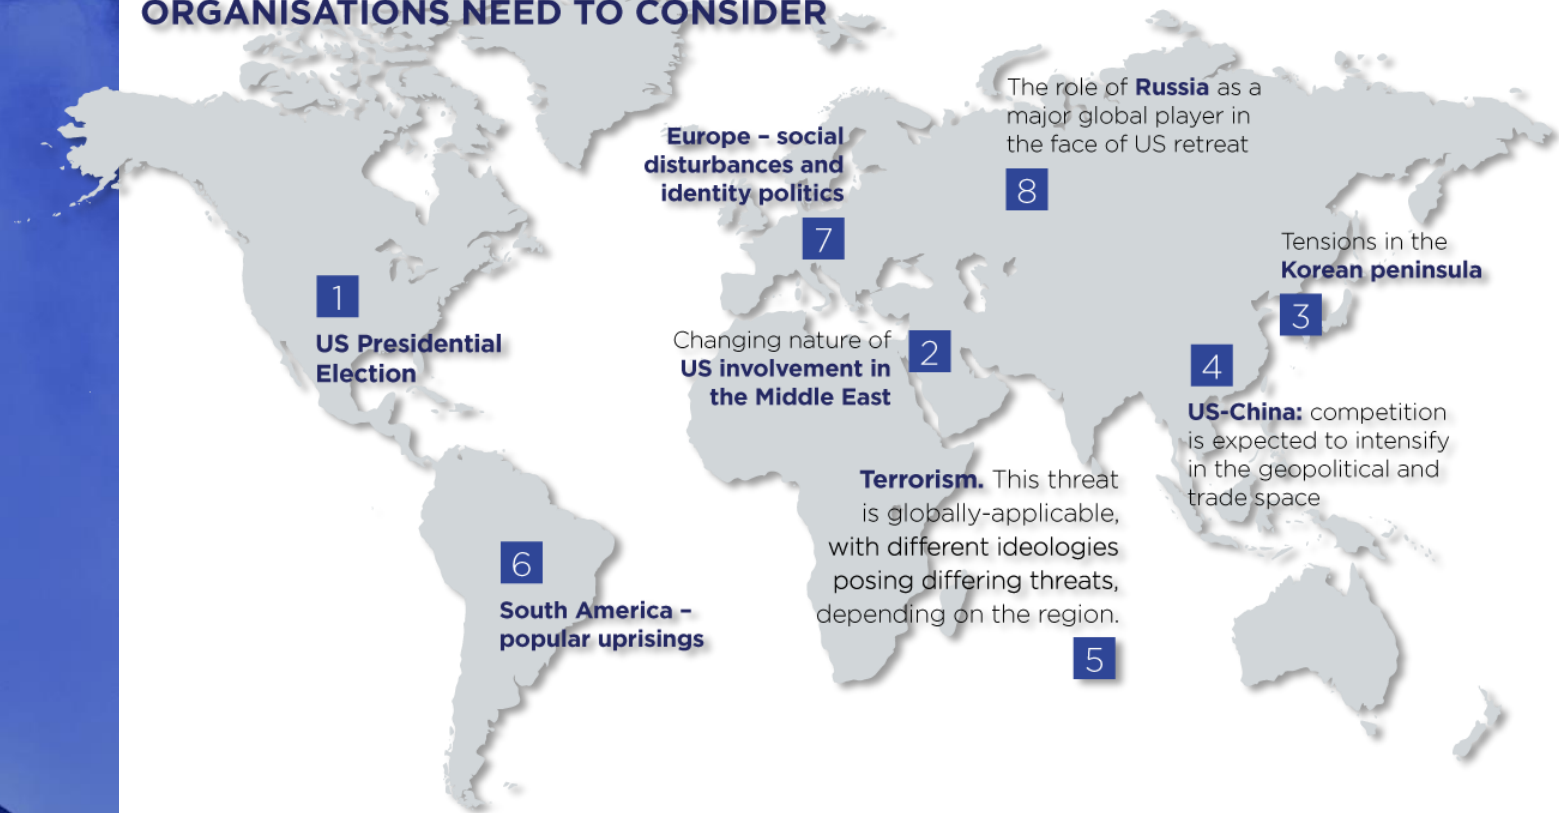 ORGANISATIONS NEED TO CONSIDER
The role of Russia as a
major global player in
the face of US retreat
8
Europe – social
disturbances and
identity politics
7
Tensions in the
Korean peninsula
3
1
US Presidential
Election
Changing nature of
US involvement in
the Middle East
2
4
US-China: competition
is expected to intensify
in the geopolitical and
trade space
Terrorism. This threat
is globally-applicable,
with different ideologies
posing differing threats,
depending on the region.
5
6
South America –
popular uprisings